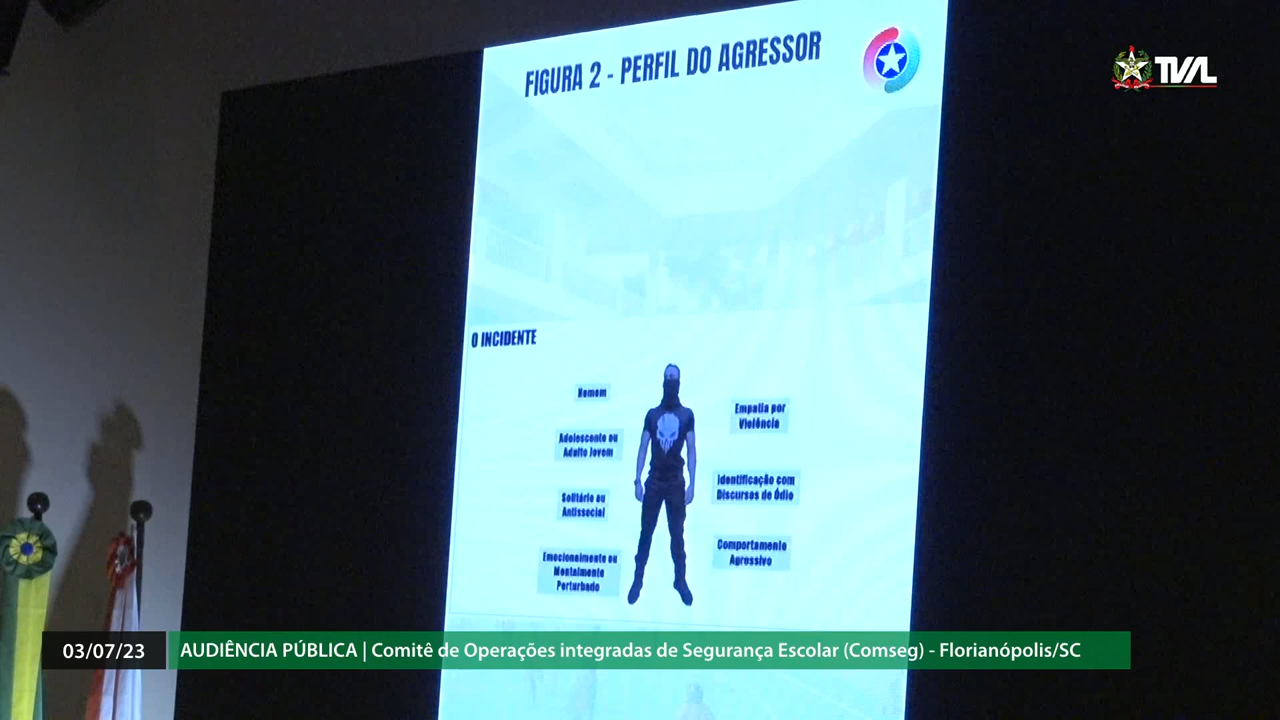 FIGURA 2 - PERFIL DO AGRESSOR
TVAL
O INCIDENTE
Homem
Adolescente ou
Adulto Jovem
Solitário ou
Antissocial
Emocionalmente ou
Mentalmente
Perturbado
Empatia por
Violência
Identificação com
Discursos de Ódio
Comportamento
Agressivo
03/07/23
AUDIÊNCIA PÚBLICA | Comitê de Operações integradas de Segurança Escolar (Comseg) - Florianópolis/SC